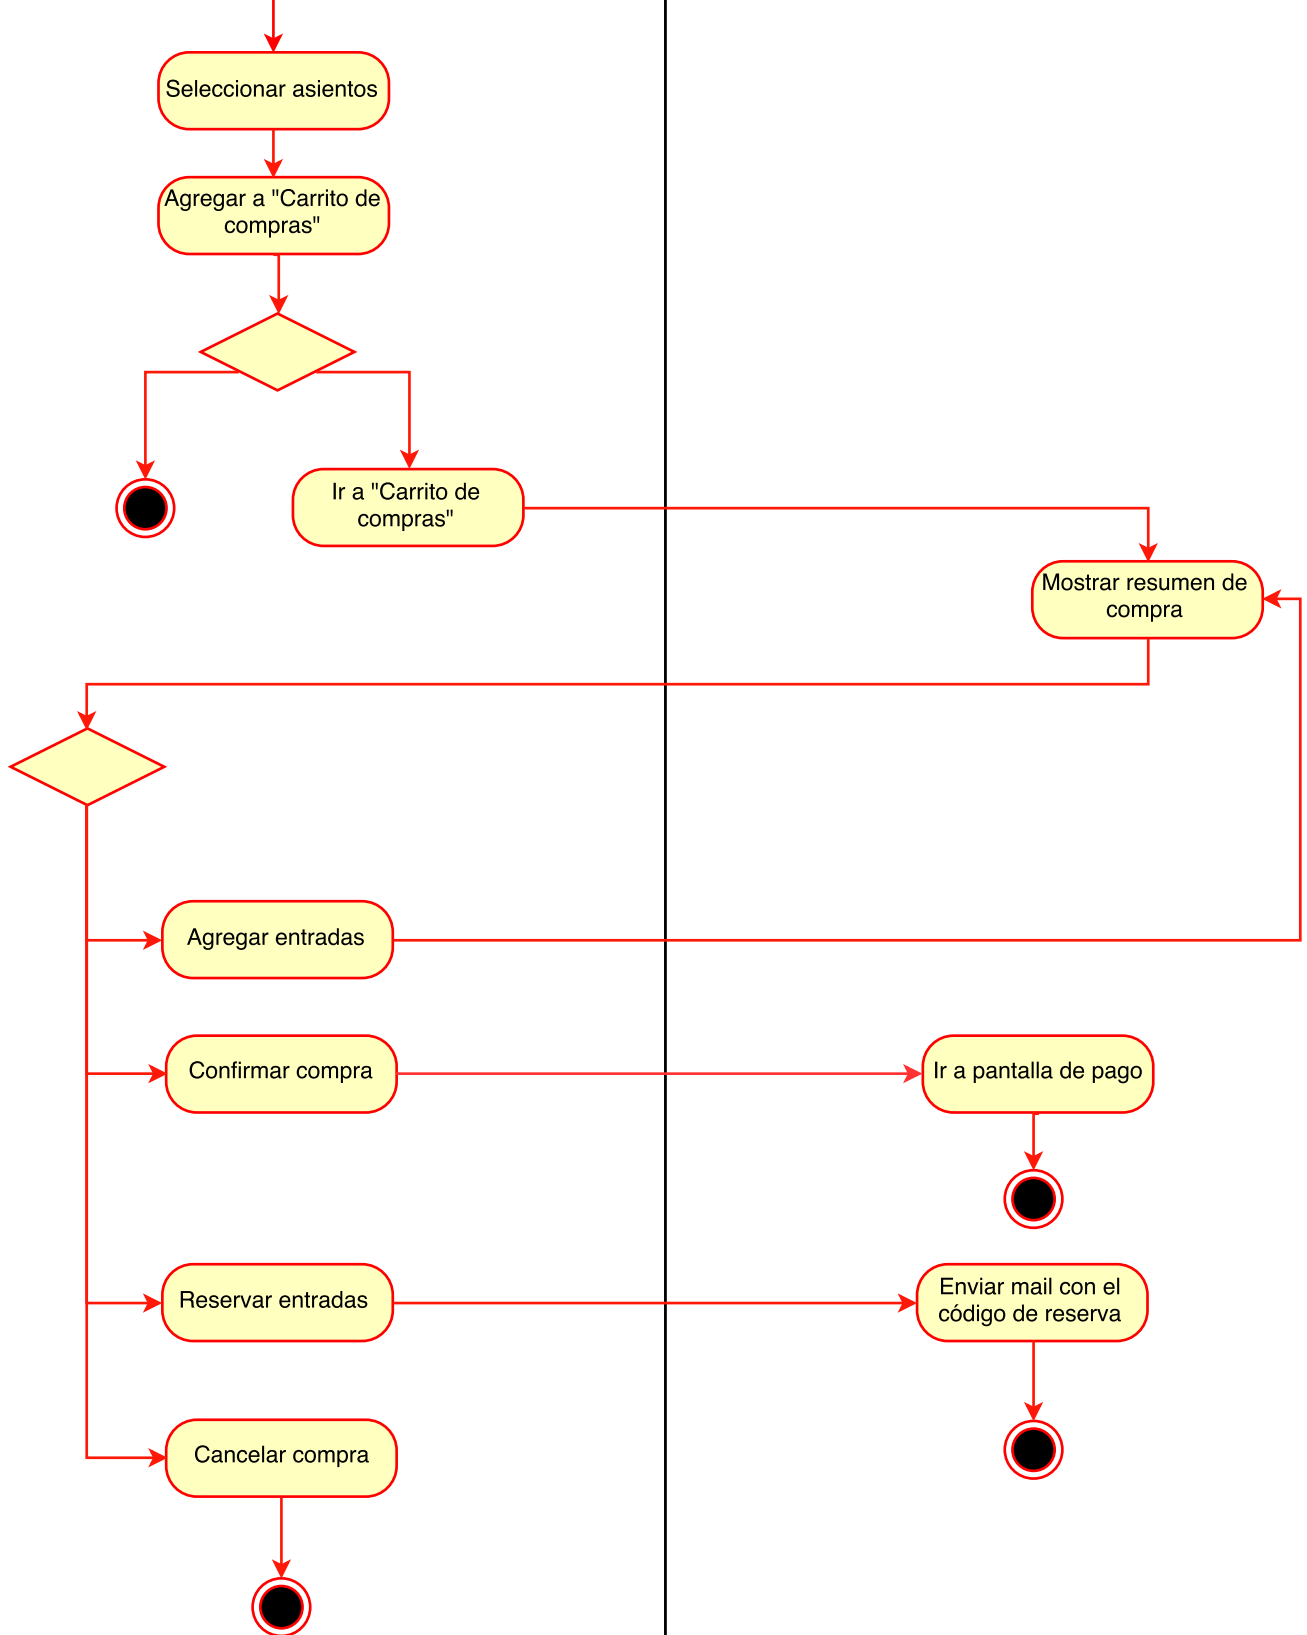 Seleccionar asientos
Agregar a "Carrito de
compras"
Ir a "Carrito de
compras"
Mostrar resumen de
compra
Agregar entradas
Confirmar compra
Ir a pantalla de pago
Reservar entradas
Enviar mail con el
código de reserva
Cancelar compra